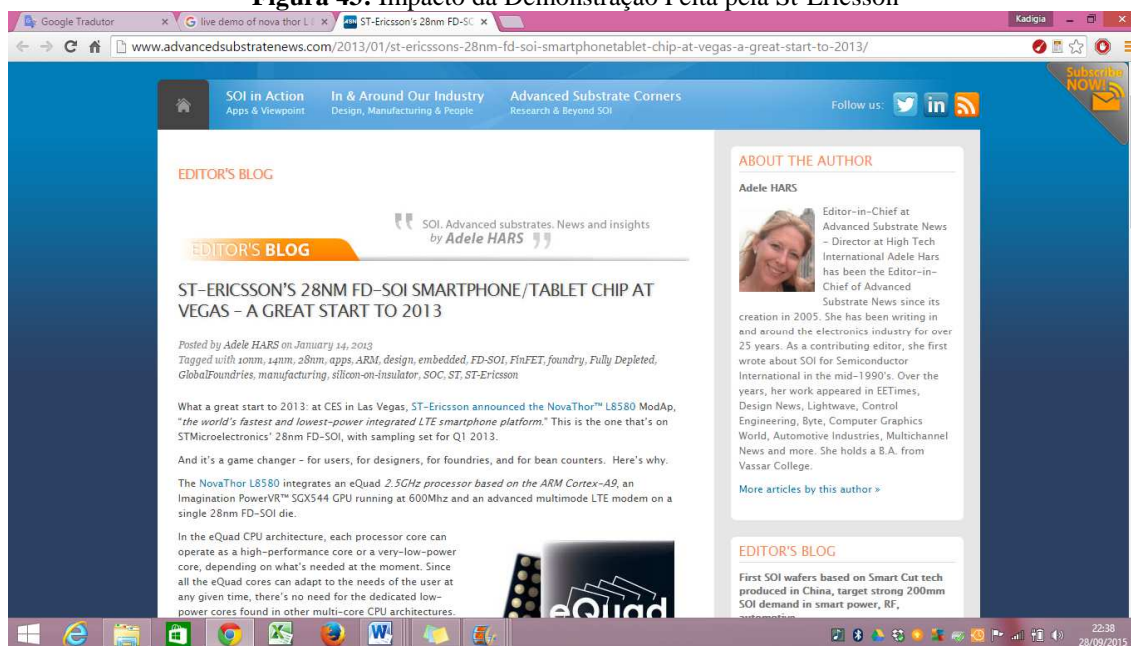 Figura 45: Impacto da Demonstração Feita pela St-Ericsson
Google Tradutor
live demo of nova thor L
ST-Ericsson's 28nm FD-SO
Kadigia
www.advancedsubstratenews.com/2013/01/st-ericssons-28nm-fd-soi-smartphonetablet-chip-at-vegas-a-great-start-to-2013/
Subscribe
NOW!
SOI in Action
Apps & Viewpoint
In & Around Our Industry
Design, Manufacturing & People
Advanced Substrate Corners
Research & Beyond SOI
Follow us:
EDITOR'S BLOG
SOI. Advanced substrates. News and insights
by Adele HARS
EDITOR'S BLOG
ST-ERICSSON'S 28NM FD-SOI SMARTPHONE/TABLET CHIP AT
VEGAS – A GREAT START TO 2013
Posted by Adele HARS on January 14, 2013
Tagged with 10nm, 14nm, 28nm, apps, ARM, design, embedded, FD-SOI, FinFET, foundry, Fully Depleted,
GlobalFoundries, manufacturing, silicon-on-insulator, SOC, ST, ST-Ericsson
What a great start to 2013: at CES in Las Vegas, ST-Ericsson announced the NovaThor™ L8580 ModAp,
"the world's fastest and lowest-power integrated LTE smartphone platform." This is the one that's on
STMicroelectronics' 28nm FD-SOI, with sampling set for Q1 2013.
And it's a game changer – for users, for designers, for foundries, and for bean counters. Here's why.
The NovaThor L8580 integrates an eQuad 2.5GHz processor based on the ARM Cortex-A9, an
Imagination PowerVR™ SGX544 GPU running at 600Mhz and an advanced multimode LTE modem on a
single 28nm FD-SOI die.
In the eQuad CPU architecture, each processor core can
operate as a high-performance core or a very-low-power
core, depending on what's needed at the moment. Since
all the eQuad cores can adapt to the needs of the user at
any given time, there's no need for the dedicated low-
power cores found in other multi-core CPU architectures.
eQuad
ABOUT THE AUTHOR
Adele HARS
Editor-in-Chief at
Advanced Substrate News
– Director at High Tech
International Adele Hars
has been the Editor-in-
Chief of Advanced
Substrate News since its
creation in 2005. She has been writing in
and around the electronics industry for over
25 years. As a contributing editor, she first
wrote about SOI for Semiconductor
International in the mid-1990's. Over the
years, her work appeared in EETimes,
Design News, Lightwave, Control
Engineering, Byte, Computer Graphics
World, Automotive Industries, Multichannel
News and more. She holds a B.A. from
Vassar College.
More articles by this author »
EDITOR'S BLOG
First SOI wafers based on Smart Cut tech
produced in China, target strong 200mm
SOI demand in smart power, RF,
automotive
22:38
28/09/2015